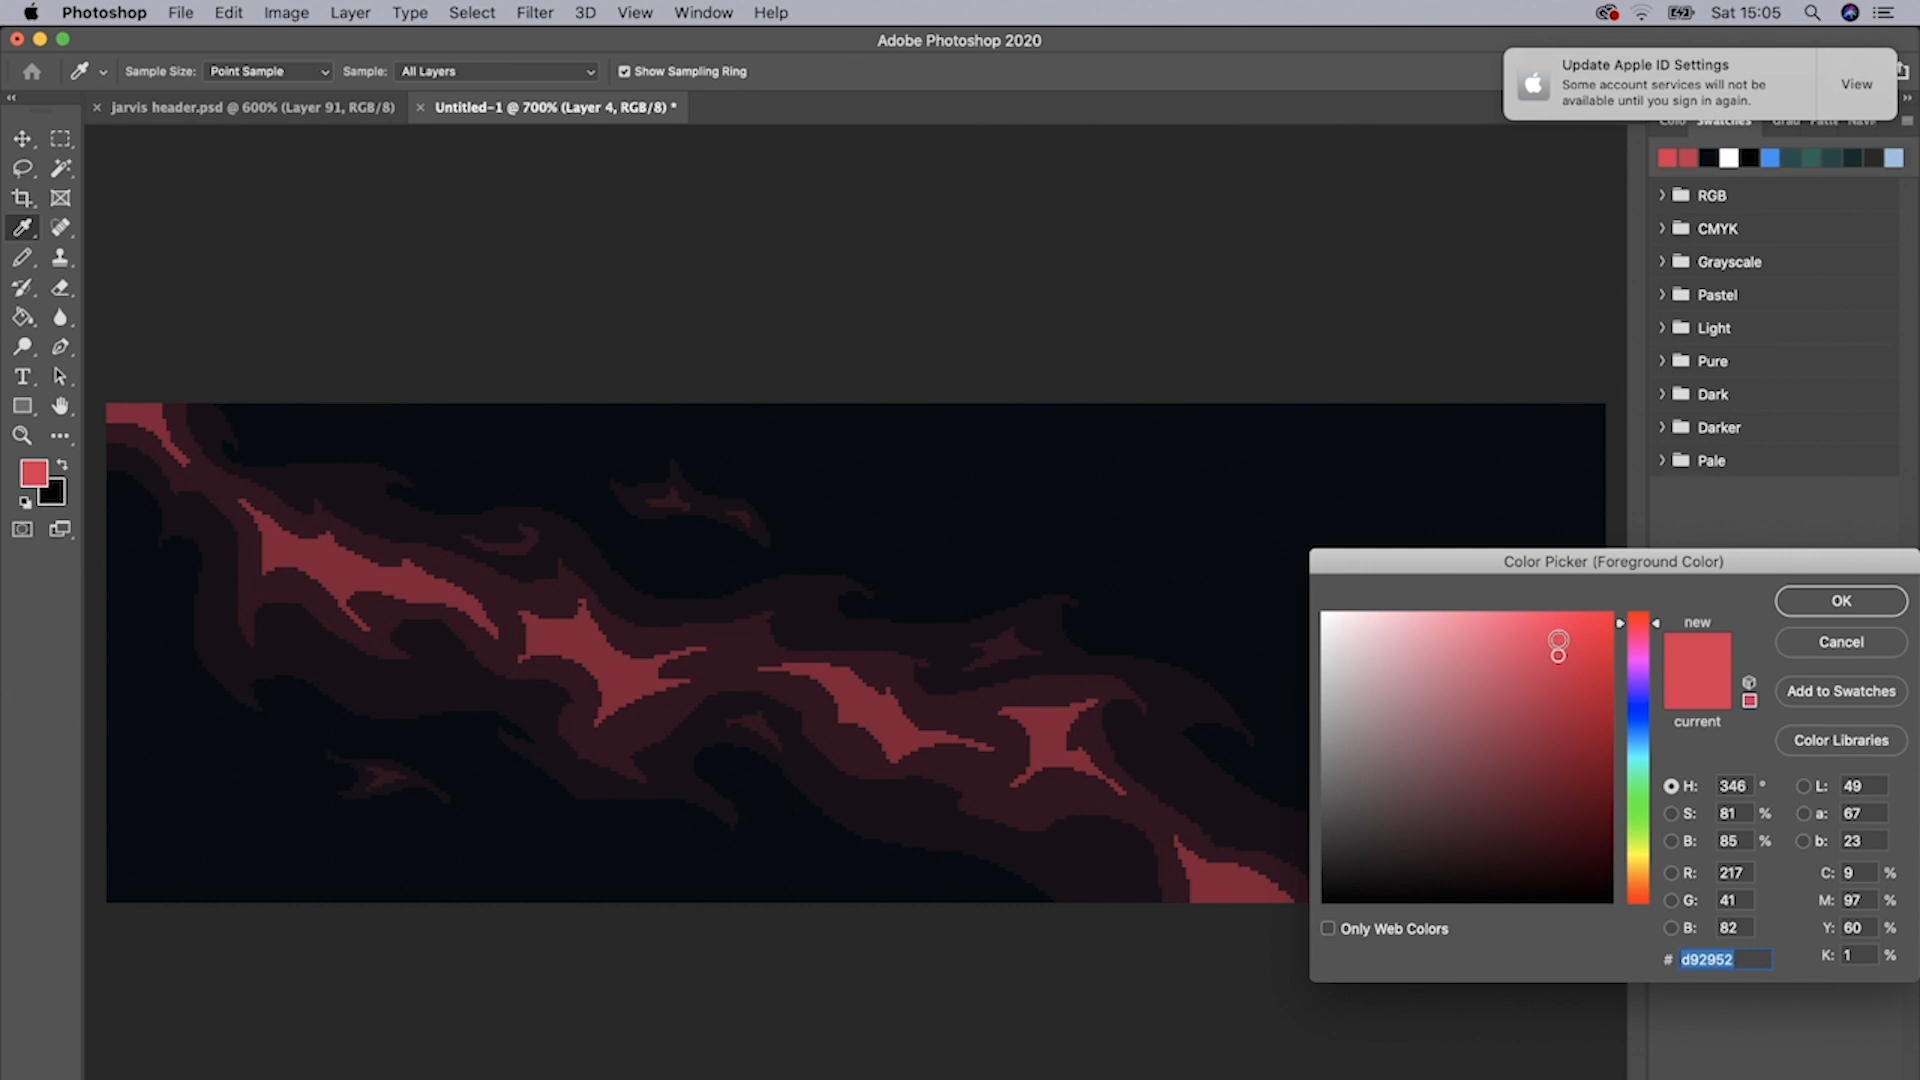 Photoshop File Edit Image Layer Type Select Filter 3D View Window Help Sat 15:05
Adobe Photoshop 2020
Sample Size: Point Sample Sample: All Layers Show Sampling Ring
Update Apple ID Settings
Some account services will not be
available until you sign in again.
View
jarvis header.psd @ 600% (Layer 91, RGB/8)
Untitled-1 @ 700% (Layer 4, RGB/8) *
Swatches
RGB
CMYK
Grayscale
Pastel
Light
Pure
Dark
Darker
Pale
Color Picker (Foreground Color)
new
current
OK
Cancel
Add to Swatches
Color Libraries
H: 346 ° L: 49
S: 81 % a: 67
B: 85 % b: 23
R: 217 C: 9 %
G: 41 M: 97 %
B: 82 Y: 60 %
# d92952 K: 1 %
Only Web Colors